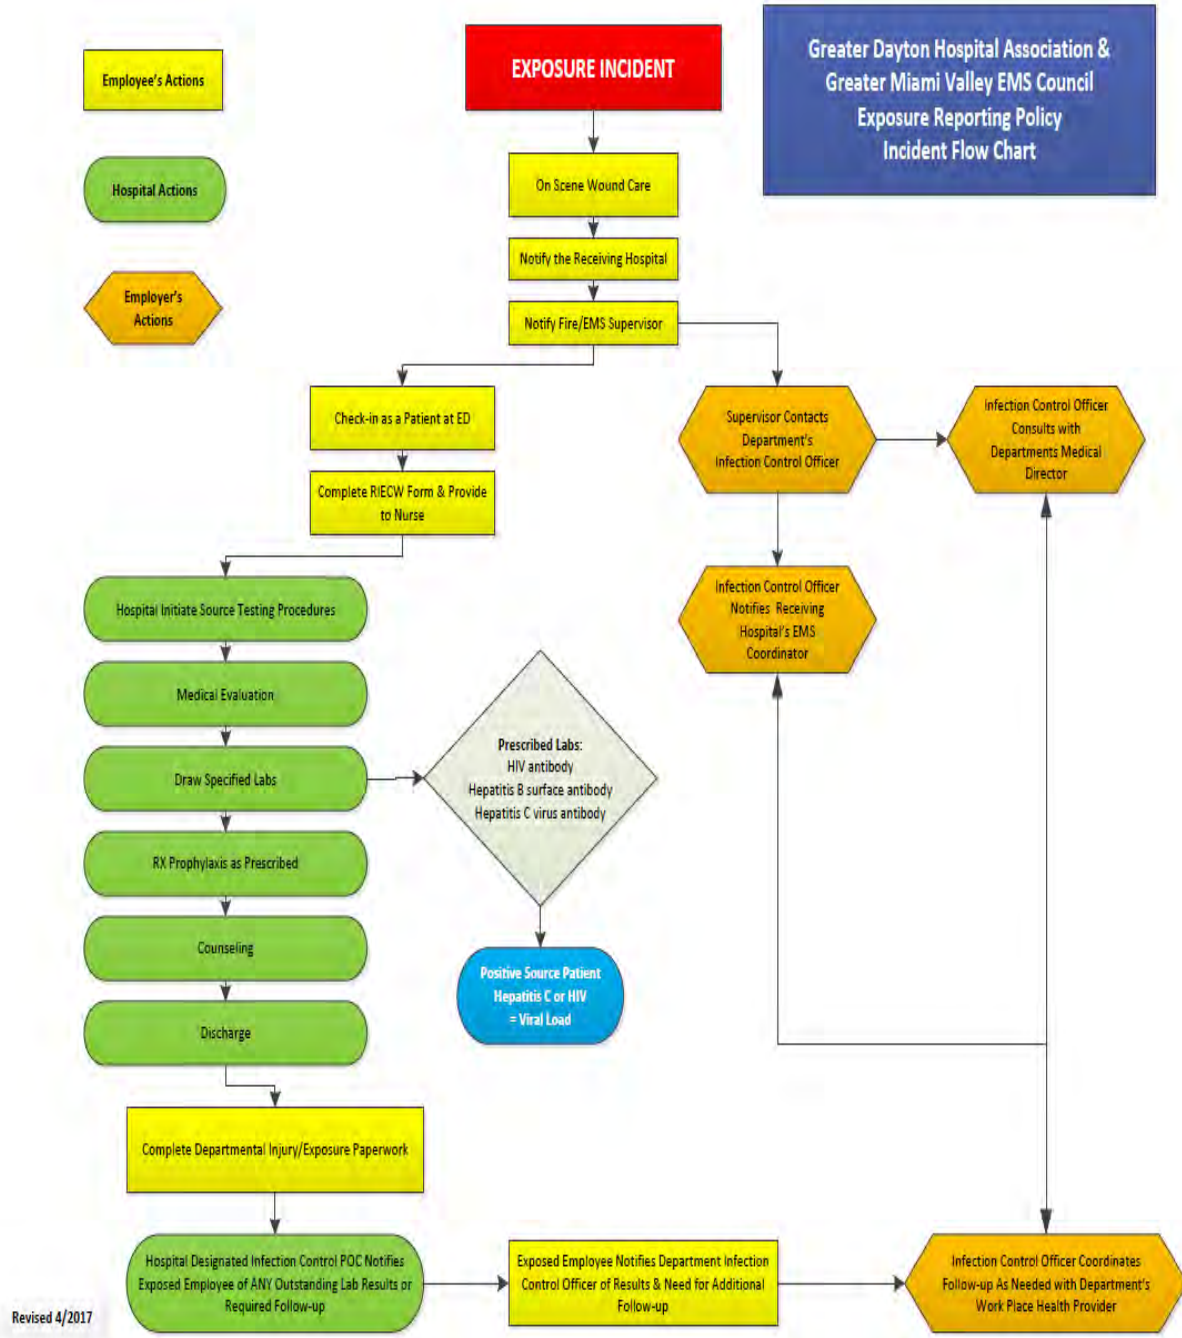 Employee's Actions
Hospital Actions
Employer's
Actions
EXPOSURE INCIDENT
Greater Dayton Hospital Association &
Greater Miami Valley EMS Council
Exposure Reporting Policy
Incident Flow Chart
On Scene Wound Care
Notify the Receiving Hospital
Notify Fire/EMS Supervisor
Check-in as a Patient at ED
Complete RIECW Form & Provide
to Nurse
Supervisor Contacts
Department's
Infection Control Officer
Infection Control Officer
Consults with
Departments Medical
Director
Infection Control Officer
Notifies Receiving
Hospital's EMS
Coordinator
Hospital Initiate Source Testing Procedures
Medical Evaluation
Draw Specified Labs
RX Prophylaxis as Prescribed
Counseling
Discharge
Prescribed Labs:
HIV antibody
Hepatitis B surface antibody
Hepatitis C virus antibody
Positive Source Patient
Hepatitis C or HIV
= Viral Load
Complete Departmental Injury/Exposure Paperwork
Hospital Designated Infection Control POC Notifies
Exposed Employee of ANY Outstanding Lab Results or
Required Follow-up
Exposed Employee Notifies Department Infection
Control Officer of Results & Need for Additional
Follow-up
Infection Control Officer Coordinates
Follow-up As Needed with Department's
Work Place Health Provider
Revised 4/2017